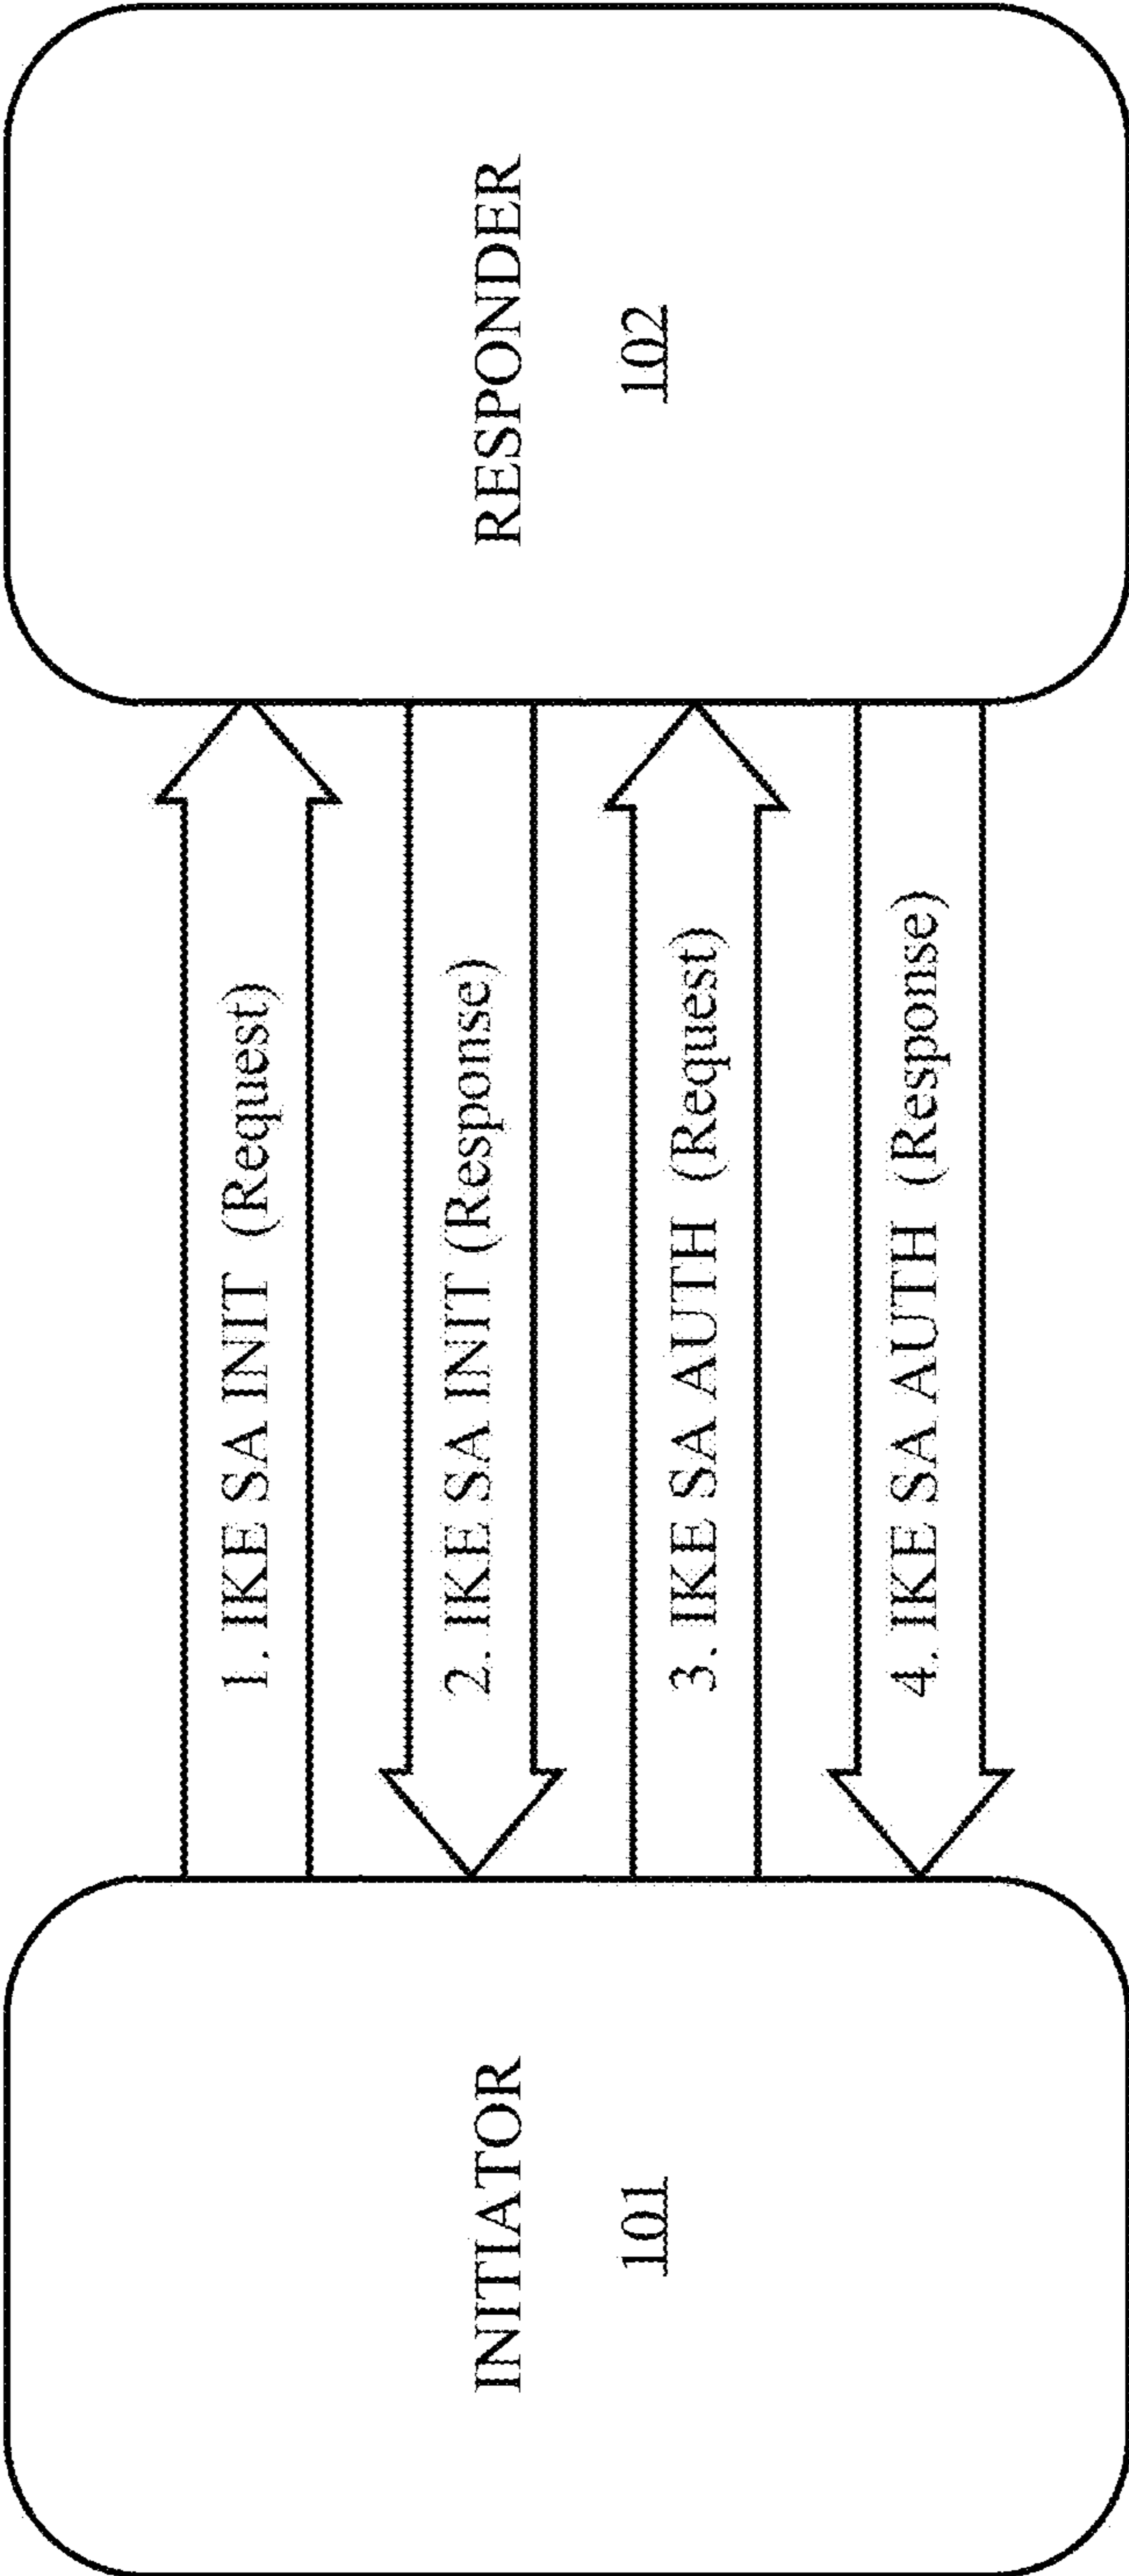 INITIATOR
101
1. IKE SA INIT (Request)
2. IKE SA INIT (Response)
3. IKE SA AUTH (Request)
4. IKE SA AUTH (Response)
RESPONDER
102